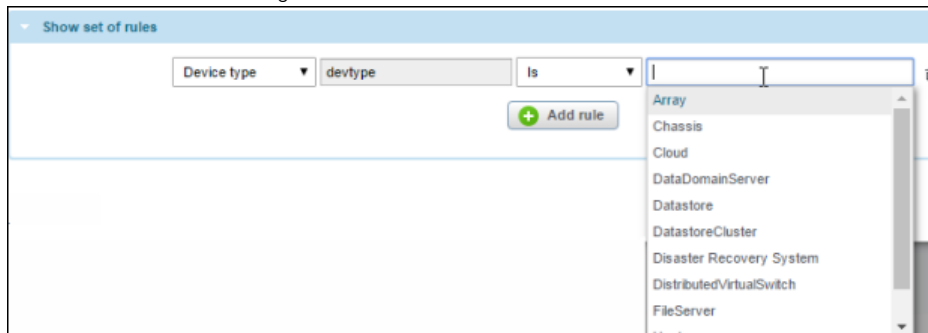 Show set of rules
Device type devtype Is
Array
Add rule
Chassis
Cloud
DataDomainServer
Datastore
DatastoreCluster
Disaster Recovery System
DistributedVirtualSwitch
FileServer